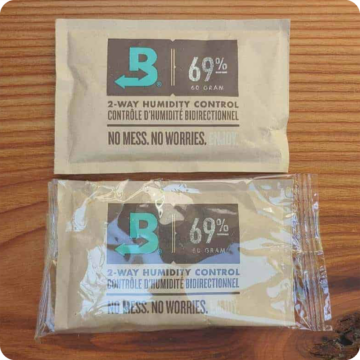 B 69%
60 GRAM
2-WAY HUMIDITY CONTROL
CONTRÔLE D'HUMIDITÉ BIDIRECTIONNEL
NO MESS. NO WORRIES. ENJOY.
B 69%
60 GRAM
2-WAY HUMIDITY CONTROL
CONTRÔLE D'HUMIDITÉ BIDIRECTIONNEL
NO MESS. NO WORRIES.